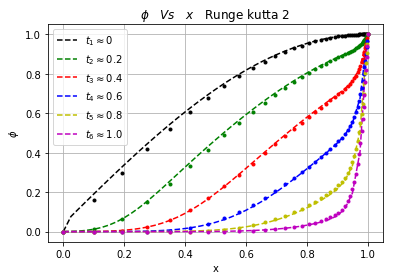 ϕ Vs x Runge kutta 2
ϕ
1.0
0.8
0.6
0.4
0.2
0.0
t₁ ≈ 0
t₂ ≈ 0.2
t₃ ≈ 0.4
t₄ ≈ 0.6
t₅ ≈ 0.8
t₆ ≈ 1.0
0.0 0.2 0.4 0.6 0.8 1.0
x